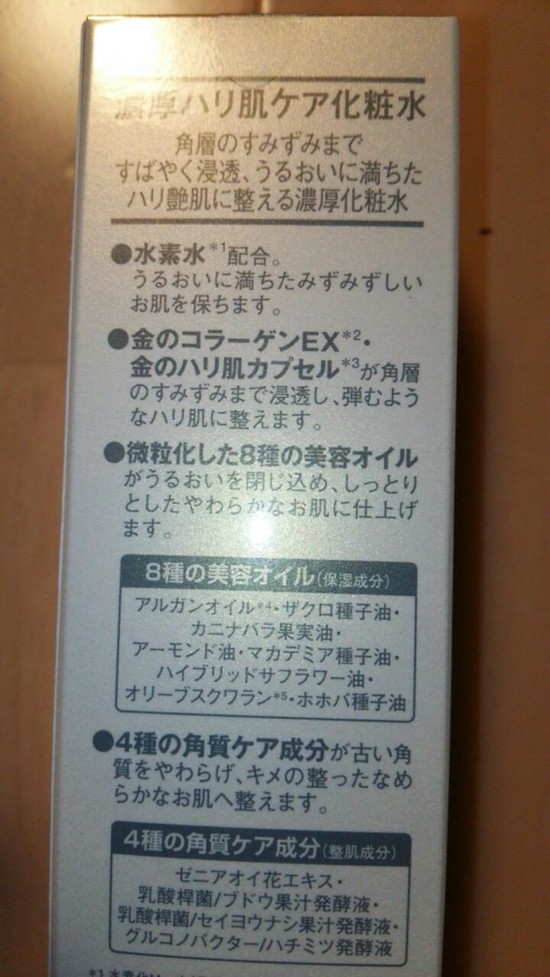 濃厚ハリ肌ケア化粧水
角層のすみずみまで
すばやく浸透、うるおいに満ちた
ハリ艶肌に整える濃厚化粧水
●水素水*1配合。
うるおいに満ちたみずみずしい
お肌を保ちます。
●金のコラーゲンEX*2・
金のハリ肌カプセル*3が角層
のすみずみまで浸透し、弾むよう
なハリ肌に整えます。
●微粒化した8種の美容オイル
がうるおいを閉じ込め、しっとり
としたやわらかなお肌に仕上げ
ます。
8種の美容オイル(保湿成分)
アルガンオイル*4・ザクロ種子油・
カニナバラ果実油・
アーモンド油・マカデミア種子油・
ハイブリッドサフラワー油・
オリーブスクワラン*5・ホホバ種子油
●4種の角質ケア成分が古い角
質をやわらげ、キメの整ったなめ
らかなお肌へ整えます。
4種の角質ケア成分(整肌成分)
ゼニアオイ花エキス・
乳酸桿菌/ブドウ果汁発酵液・
乳酸桿菌/セイヨウナシ果汁発酵液・
グルコノバクター/ハチミツ発酵液